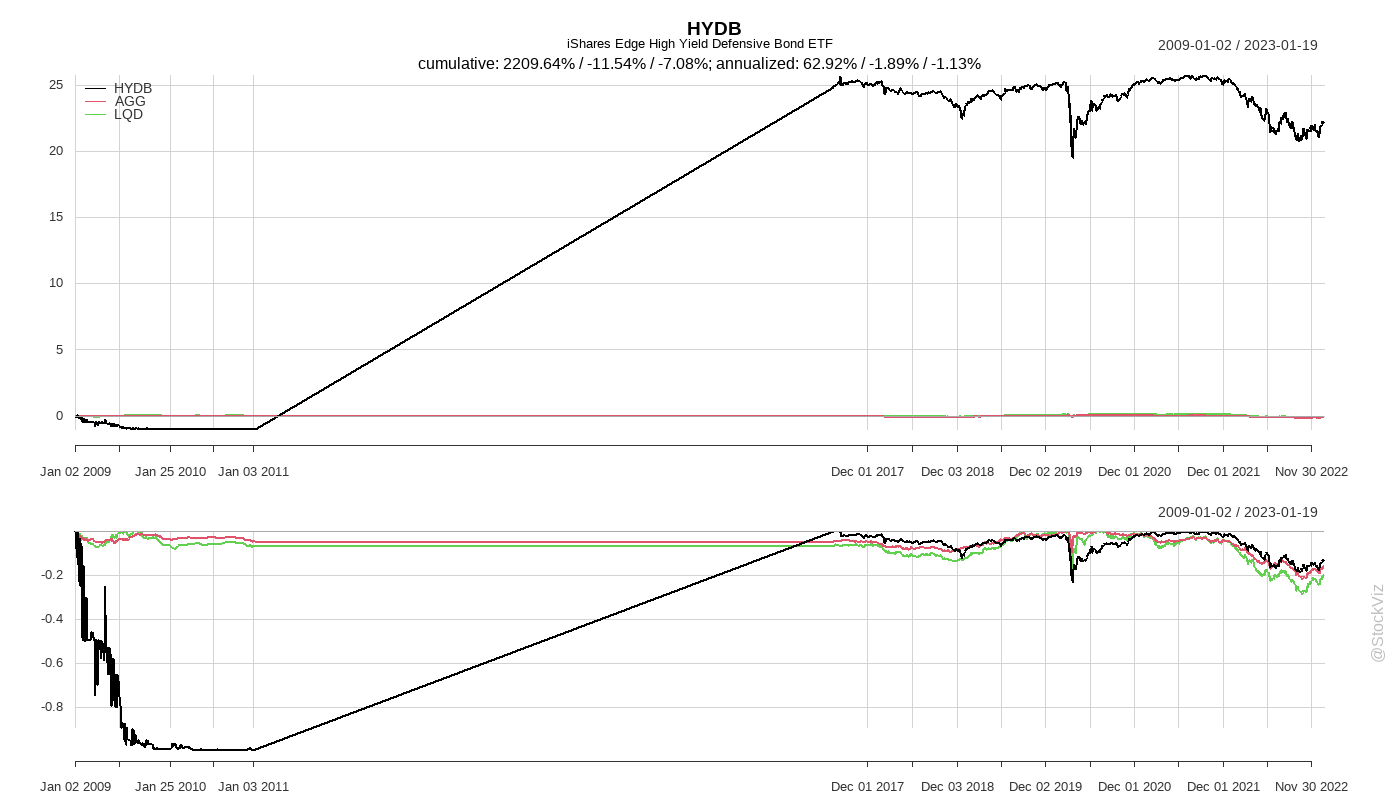 HYDB
iShares Edge High Yield Defensive Bond ETF
2009-01-02 / 2023-01-19
cumulative: 2209.64% / -11.54% / -7.08%; annualized: 62.92% / -1.89% / -1.13%
HYDB
AGG
LQD
25
20
15
10
5
0
Jan 02 2009 Jan 25 2010 Jan 03 2011 Dec 01 2017 Dec 03 2018 Dec 02 2019 Dec 01 2020 Dec 01 2021 Nov 30 2022
2009-01-02 / 2023-01-19
-0.2
-0.4
-0.6
-0.8
Jan 02 2009 Jan 25 2010 Jan 03 2011 Dec 01 2017 Dec 03 2018 Dec 02 2019 Dec 01 2020 Dec 01 2021 Nov 30 2022
@StockViz